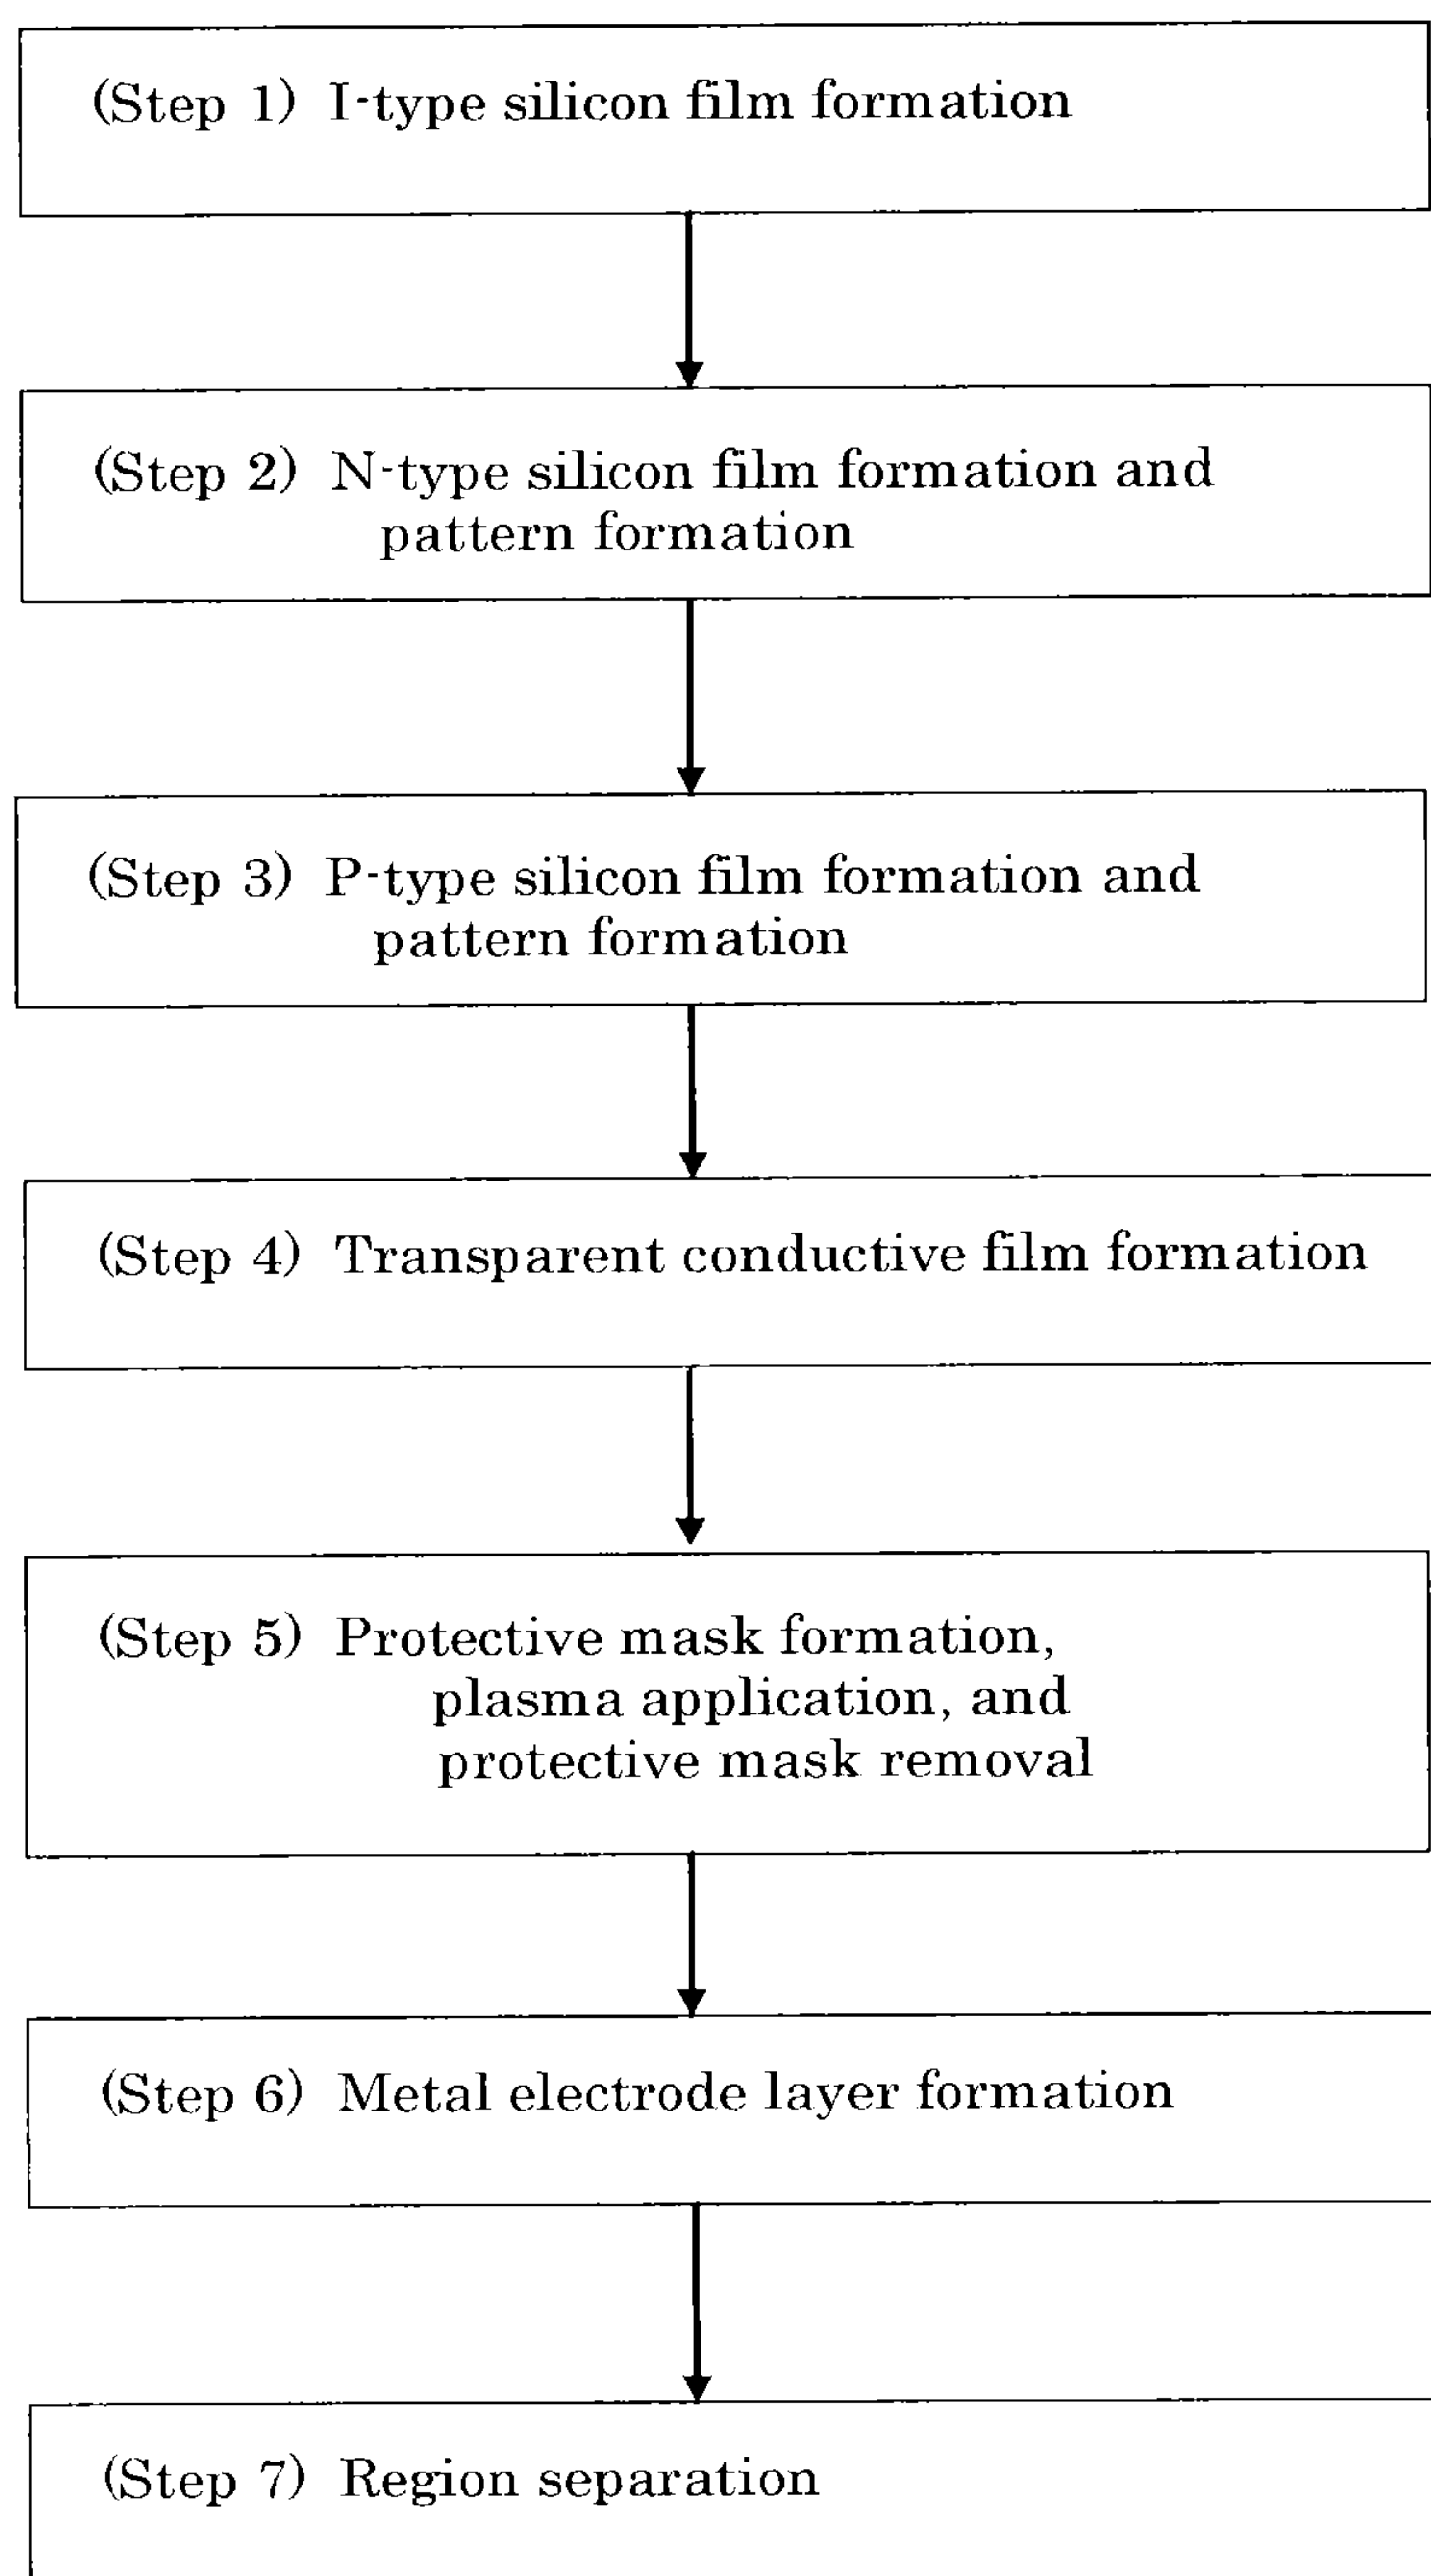 (Step 1) I-type silicon film formation
(Step 2) N-type silicon film formation and
pattern formation
(Step 3) P-type silicon film formation and
pattern formation
(Step 4) Transparent conductive film formation
(Step 5) Protective mask formation,
plasma application, and
protective mask removal
(Step 6) Metal electrode layer formation
(Step 7) Region separation